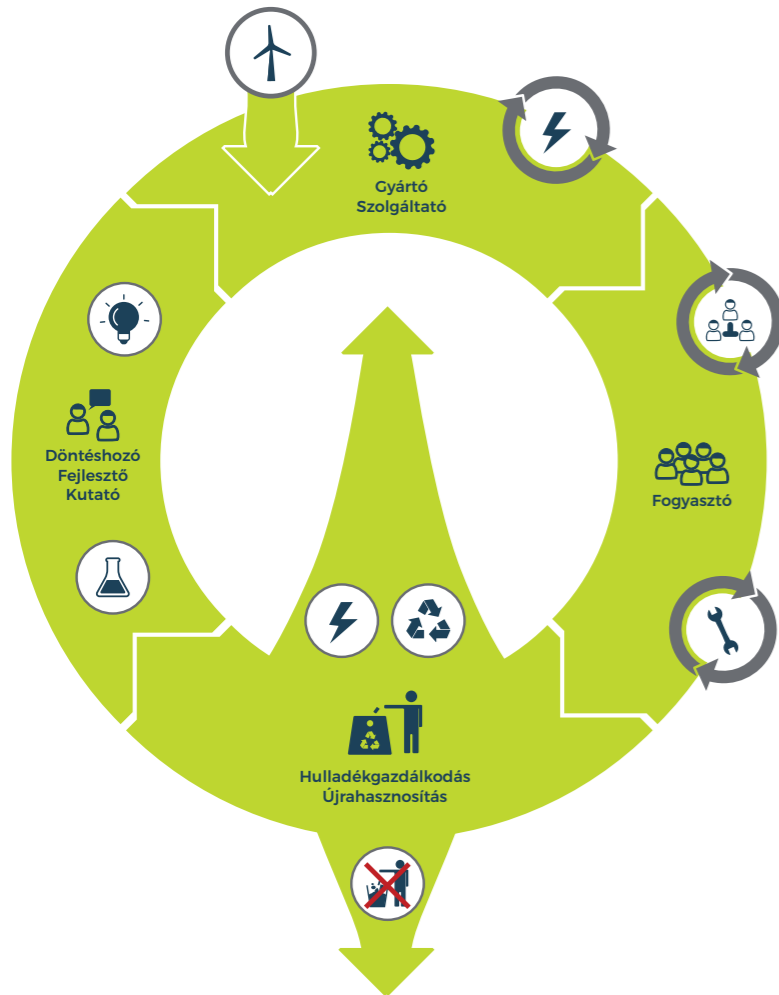 Gyártó
Szolgáltató
Döntéshozó
Fejlesztő
Kutató
Fogyasztó
Hulladékgazdálkodás
Újrahasznosítás